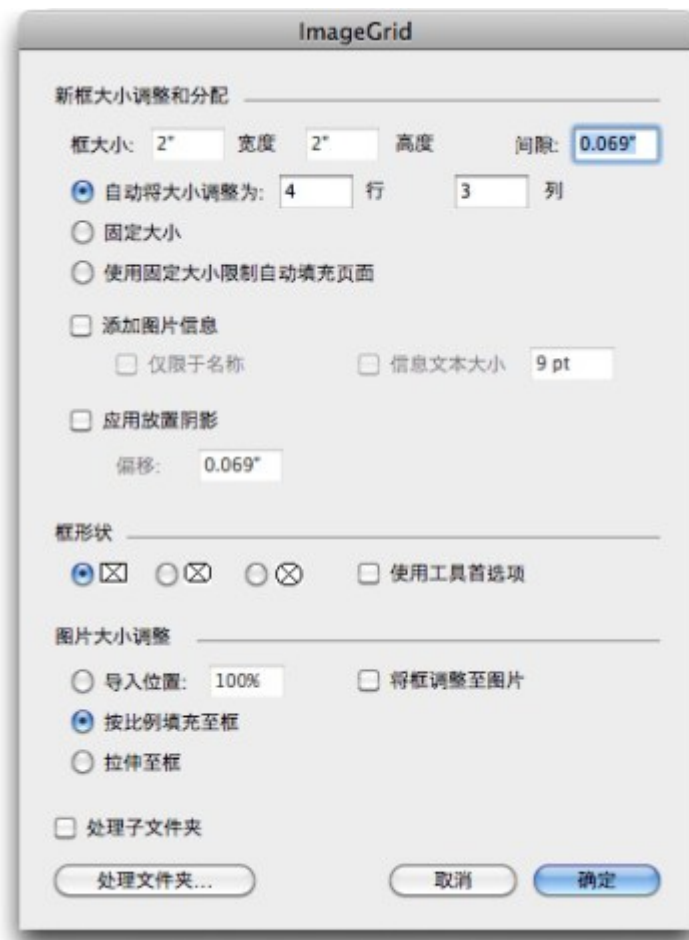 ImageGrid
新框大小调整和分配
框大小: 2" 宽度 2" 高度 间隙: 0.069"
自动将大小调整为: 4 行 3 列
固定大小
使用固定大小限制自动填充页面
添加图片信息
仅限于名称 信息文本大小 9 pt
应用放置阴影
偏移: 0.069"
框形状
使用工具首选项
图片大小调整
导入位置: 100% 将框调整至图片
按比例填充至框
拉伸至框
处理子文件夹
处理文件夹... 取消 确定